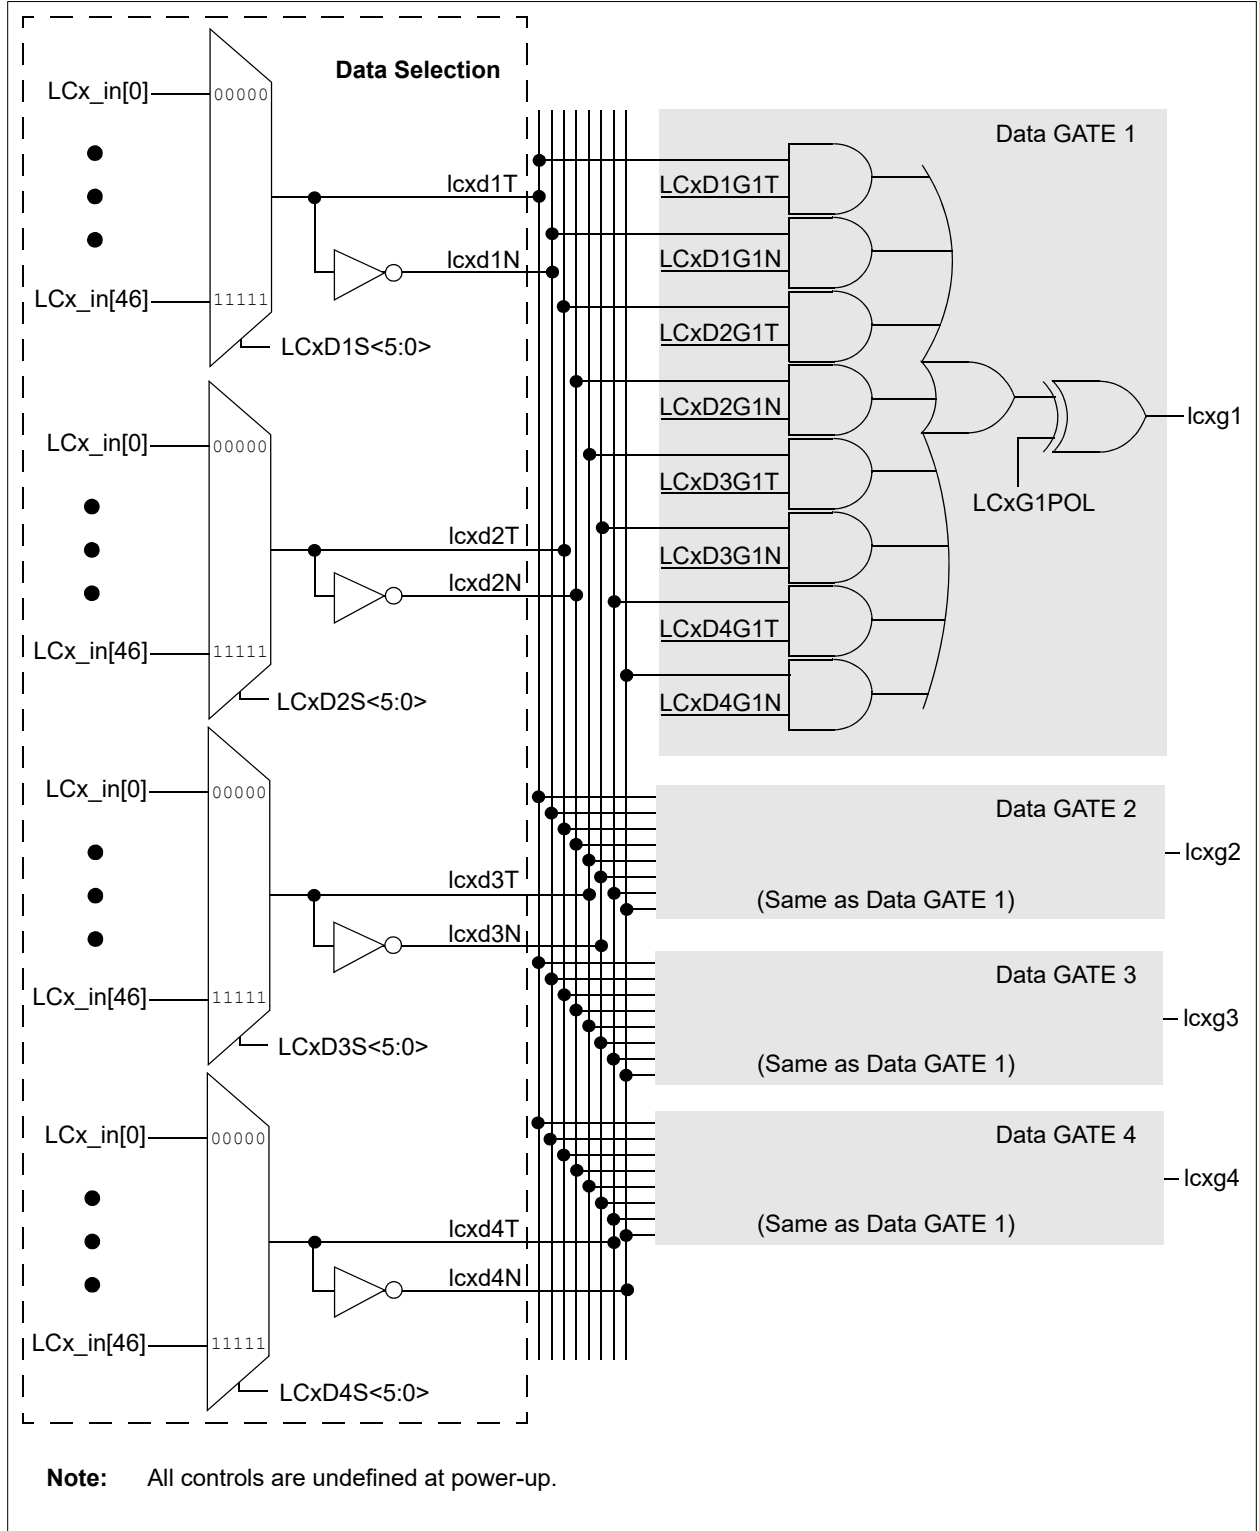 Data Selection
LCx_in[0]
00000
lcxd1T
lcxd1N
LCx_in[46]
11111
LCxD1S<5:0>
LCx_in[0]
00000
lcxd2T
lcxd2N
LCx_in[46]
11111
LCxD2S<5:0>
LCx_in[0]
00000
lcxd3T
lcxd3N
LCx_in[46]
11111
LCxD3S<5:0>
LCx_in[0]
00000
lcxd4T
lcxd4N
LCx_in[46]
11111
LCxD4S<5:0>
Data GATE 1
LCxD1G1T
LCxD1G1N
LCxD2G1T
LCxD2G1N
LCxD3G1T
LCxD3G1N
LCxD4G1T
LCxD4G1N
LCxG1POL
lcxg1
Data GATE 2
(Same as Data GATE 1)
lcxg2
Data GATE 3
(Same as Data GATE 1)
lcxg3
Data GATE 4
(Same as Data GATE 1)
lcxg4
Note: All controls are undefined at power-up.